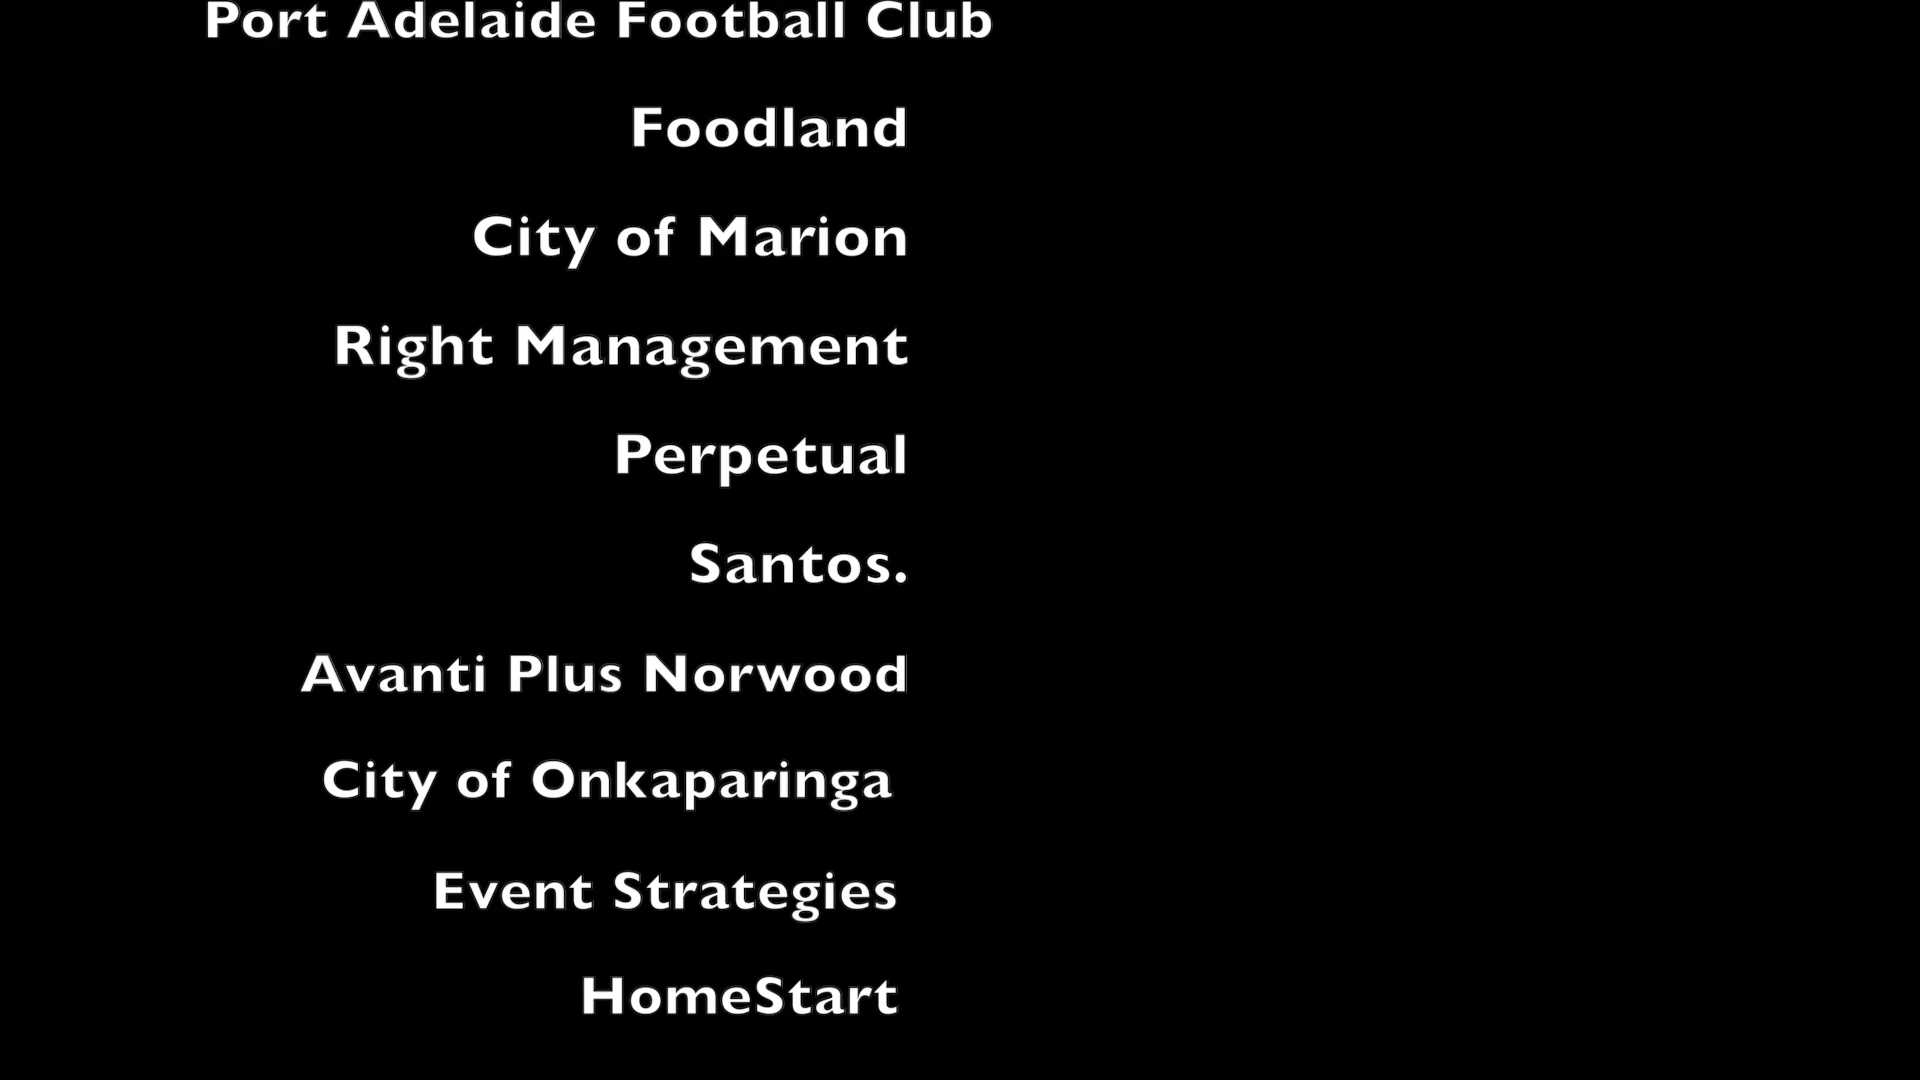 Port Adelaide Football Club
Foodland
City of Marion
Right Management
Perpetual
Santos.
Avanti Plus Norwood
City of Onkaparinga
Event Strategies
HomeStart